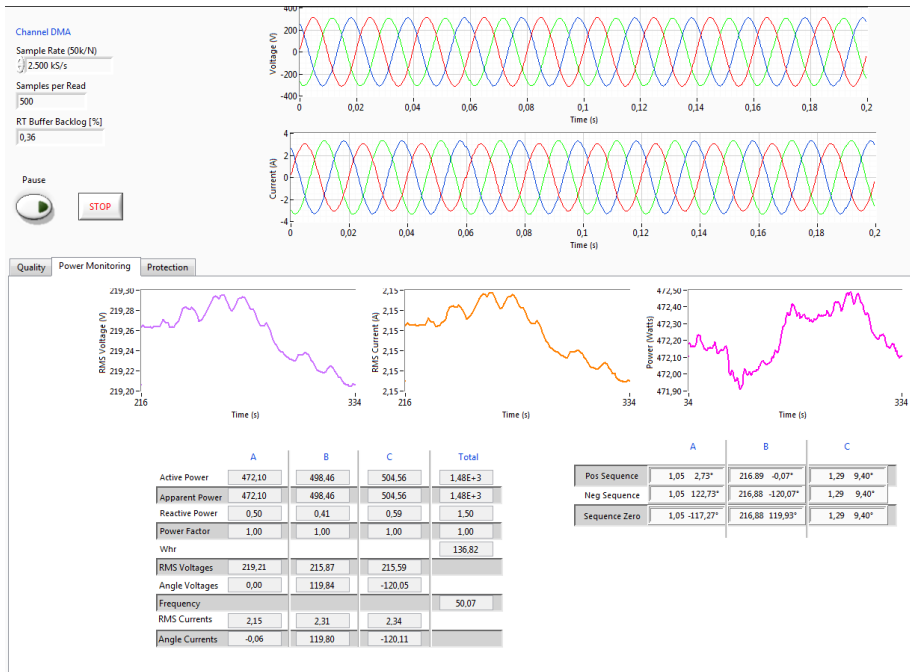 Channel DMA
Sample Rate (50k/N)
2.500 kS/s
Samples per Read
500
RT Buffer Backlog [%]
0,36
Pause
STOP
Voltage (V)
400
200
0
-200
-400
0 0,02 0,04 0,06 0,08 0,1 0,12 0,14 0,16 0,18 0,2
Time (s)
Current (A)
4
2
0
-2
-4
0 0,02 0,04 0,06 0,08 0,1 0,12 0,14 0,16 0,18 0,2
Time (s)
Quality Power Monitoring Protection
RMS Voltage (V)
219,30
219,28
219,26
219,24
219,22
219,20
216 334
Time (s)
RMS Current (A)
2,15
2,15
2,15
2,15
2,15
216 334
Time (s)
Power (Watts)
472,50
472,40
472,30
472,20
472,10
472,00
471,90
34 334
Time (s)
A B C Total
Active Power 472,10 498,46 504,56 1,48E+3
Apparent Power 472,10 498,46 504,56 1,48E+3
Reactive Power 0,50 0,41 0,59 1,50
Power Factor 1,00 1,00 1,00 1,00
Whr 136,82
RMS Voltages 219,21 215,87 215,59
Angle Voltages 0,00 119,84 -120,05
Frequency 50,07
RMS Currents 2,15 2,31 2,34
Angle Currents -0,06 119,80 -120,11
A B C
Pos Sequence 1,05 2,73° 216.89 -0,07° 1,29 9,40°
Neg Sequence 1,05 122,73° 216,88 -120,07° 1,29 9,40°
Sequence Zero 1,05 -117,27° 216,88 119,93° 1,29 9,40°